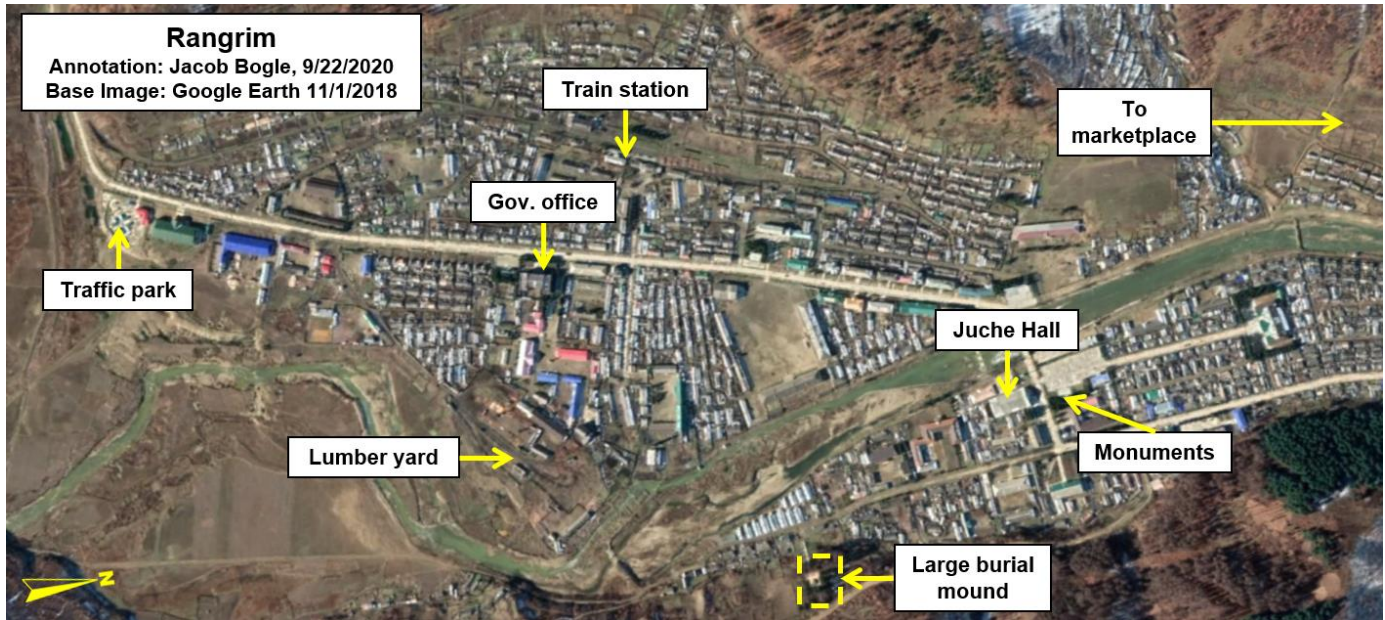 Rangrim
Annotation: Jacob Bogle, 9/22/2020
Base Image: Google Earth 11/1/2018
Train station
To
marketplace
Gov. office
Traffic park
Juche Hall
Lumber yard
Monuments
Large burial
mound
N